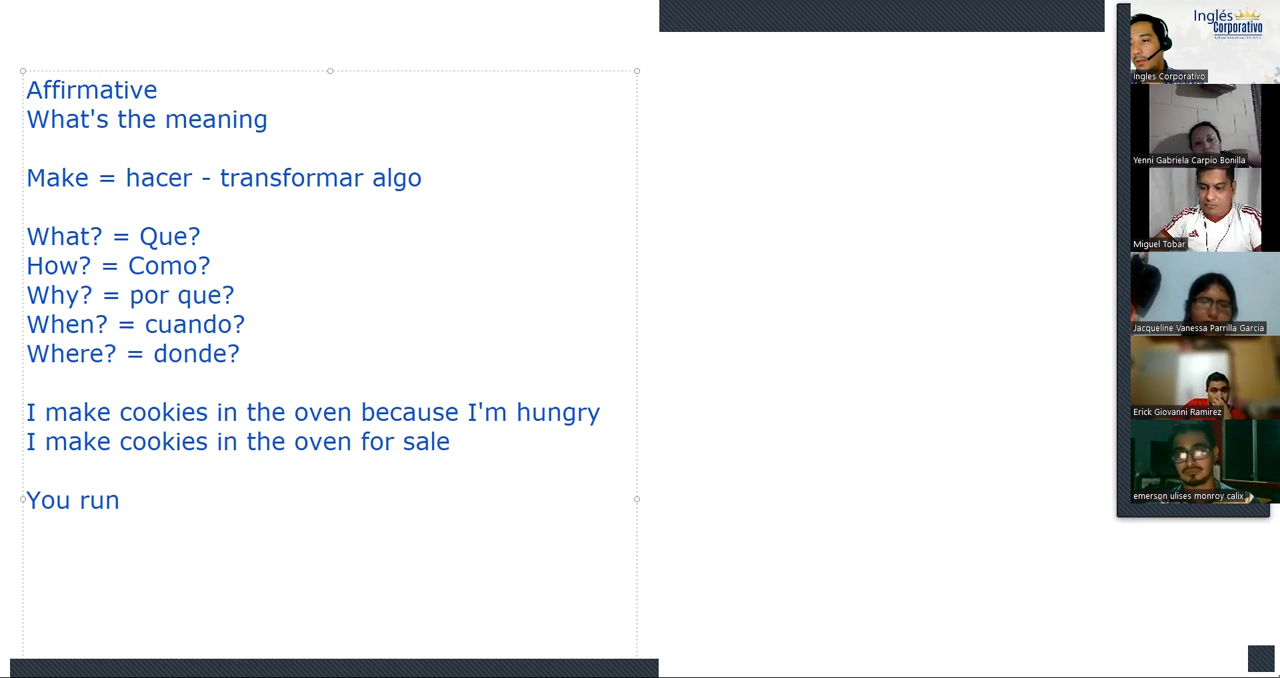 Affirmative
What's the meaning
Make = hacer - transformar algo
What? = Que?
How? = Como?
Why? = por que?
When? = cuando?
Where? = donde?
I make cookies in the oven because I'm hungry
I make cookies in the oven for sale
You run
Inglés
Corporativo
Ingles Corporativo
Yenni Gabriela Carpio Bonilla
Miguel Tobar
Jacqueline Vanessa Parrilla Garcia
Erick Giovanni Ramirez
emerson ulises monroy calix